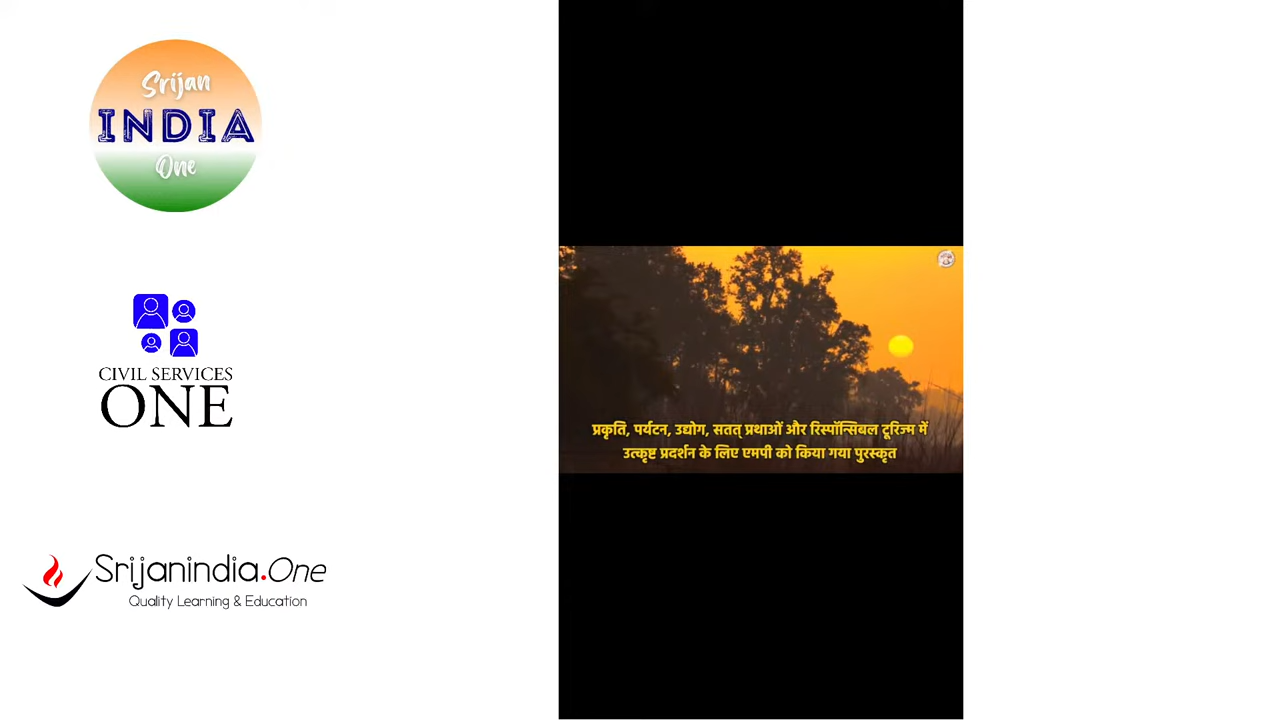 Srijan
INDIA
One
CIVIL SERVICES
ONE
Srijanindia.One
Quality Learning & Education
प्रकृति, पर्यटन, उद्योग, सतत् प्रथाओं और रिस्पॉन्सिबल टूरिज्म में
उत्कृष्ट प्रदर्शन के लिए एमपी को किया गया पुरस्कृत